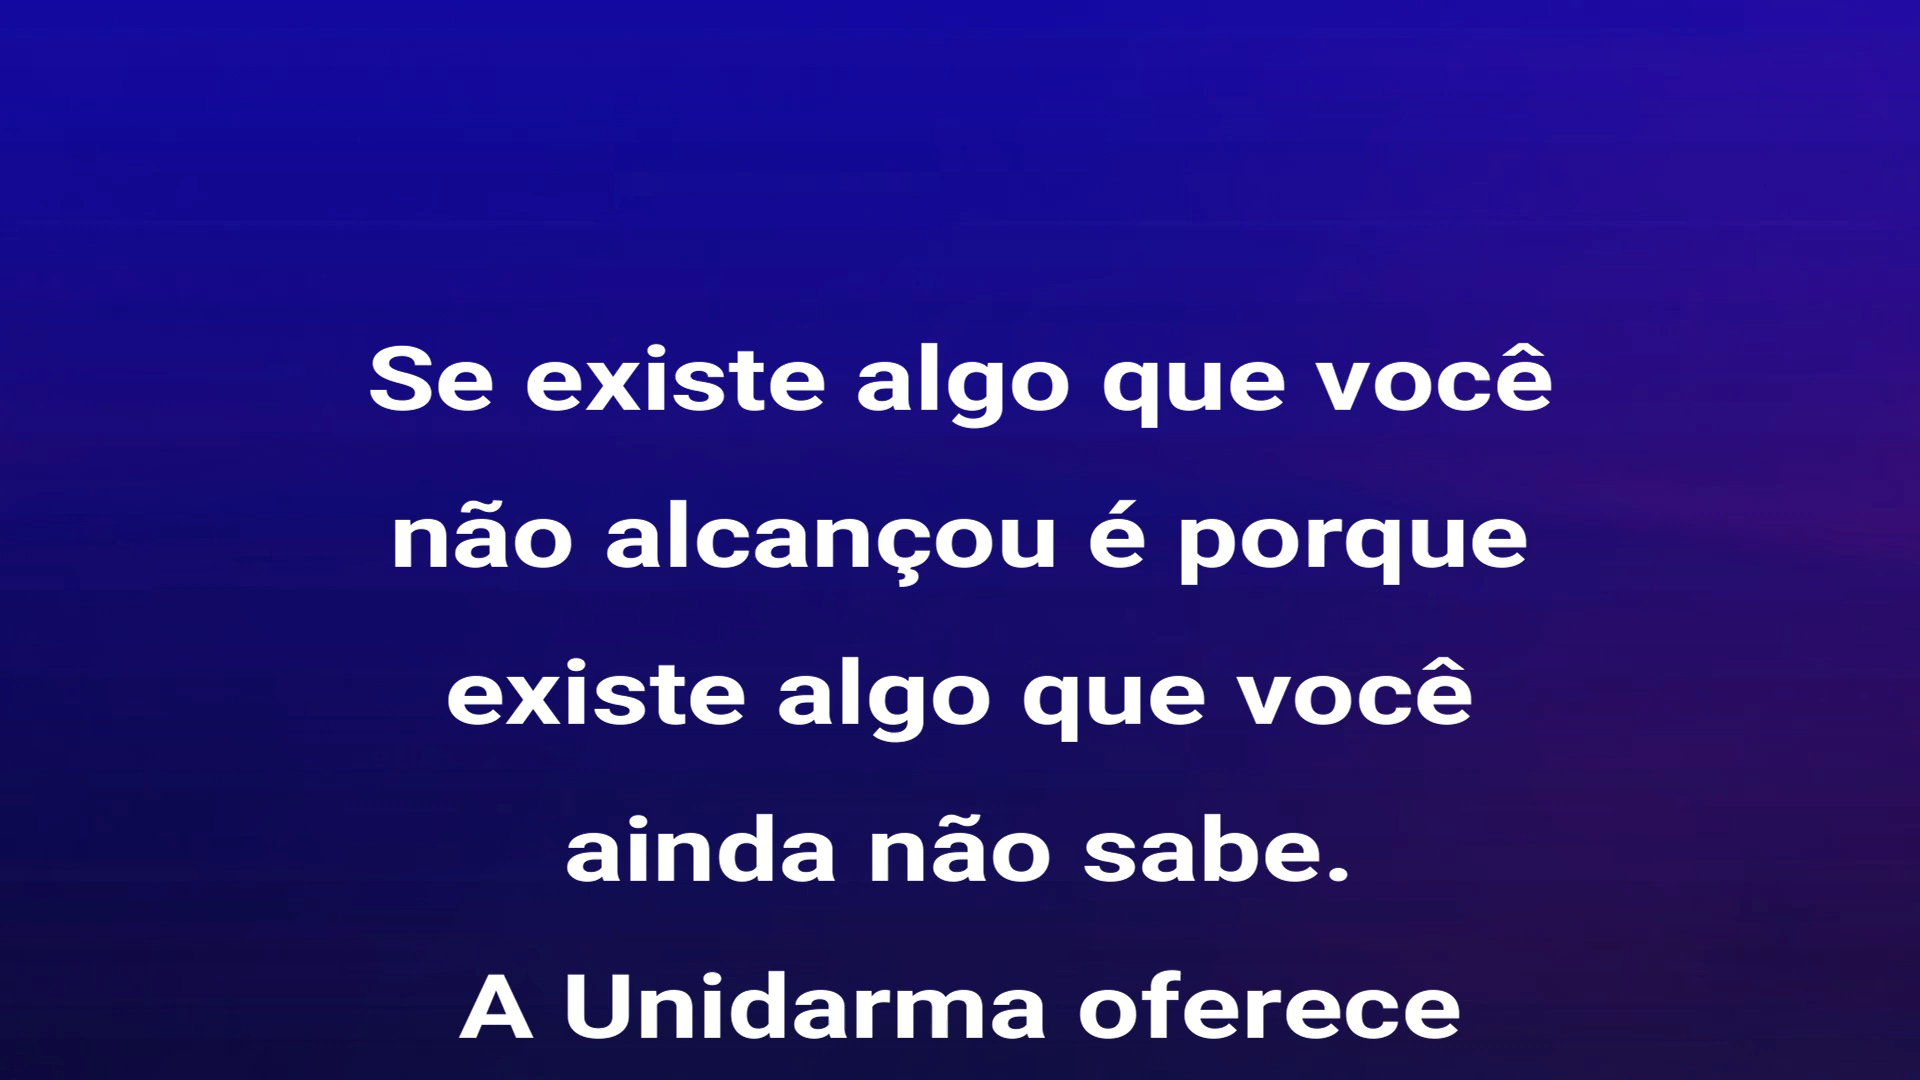 Se existe algo que você
não alcançou é porque
existe algo que você
ainda não sabe.
A Unidarma oferece